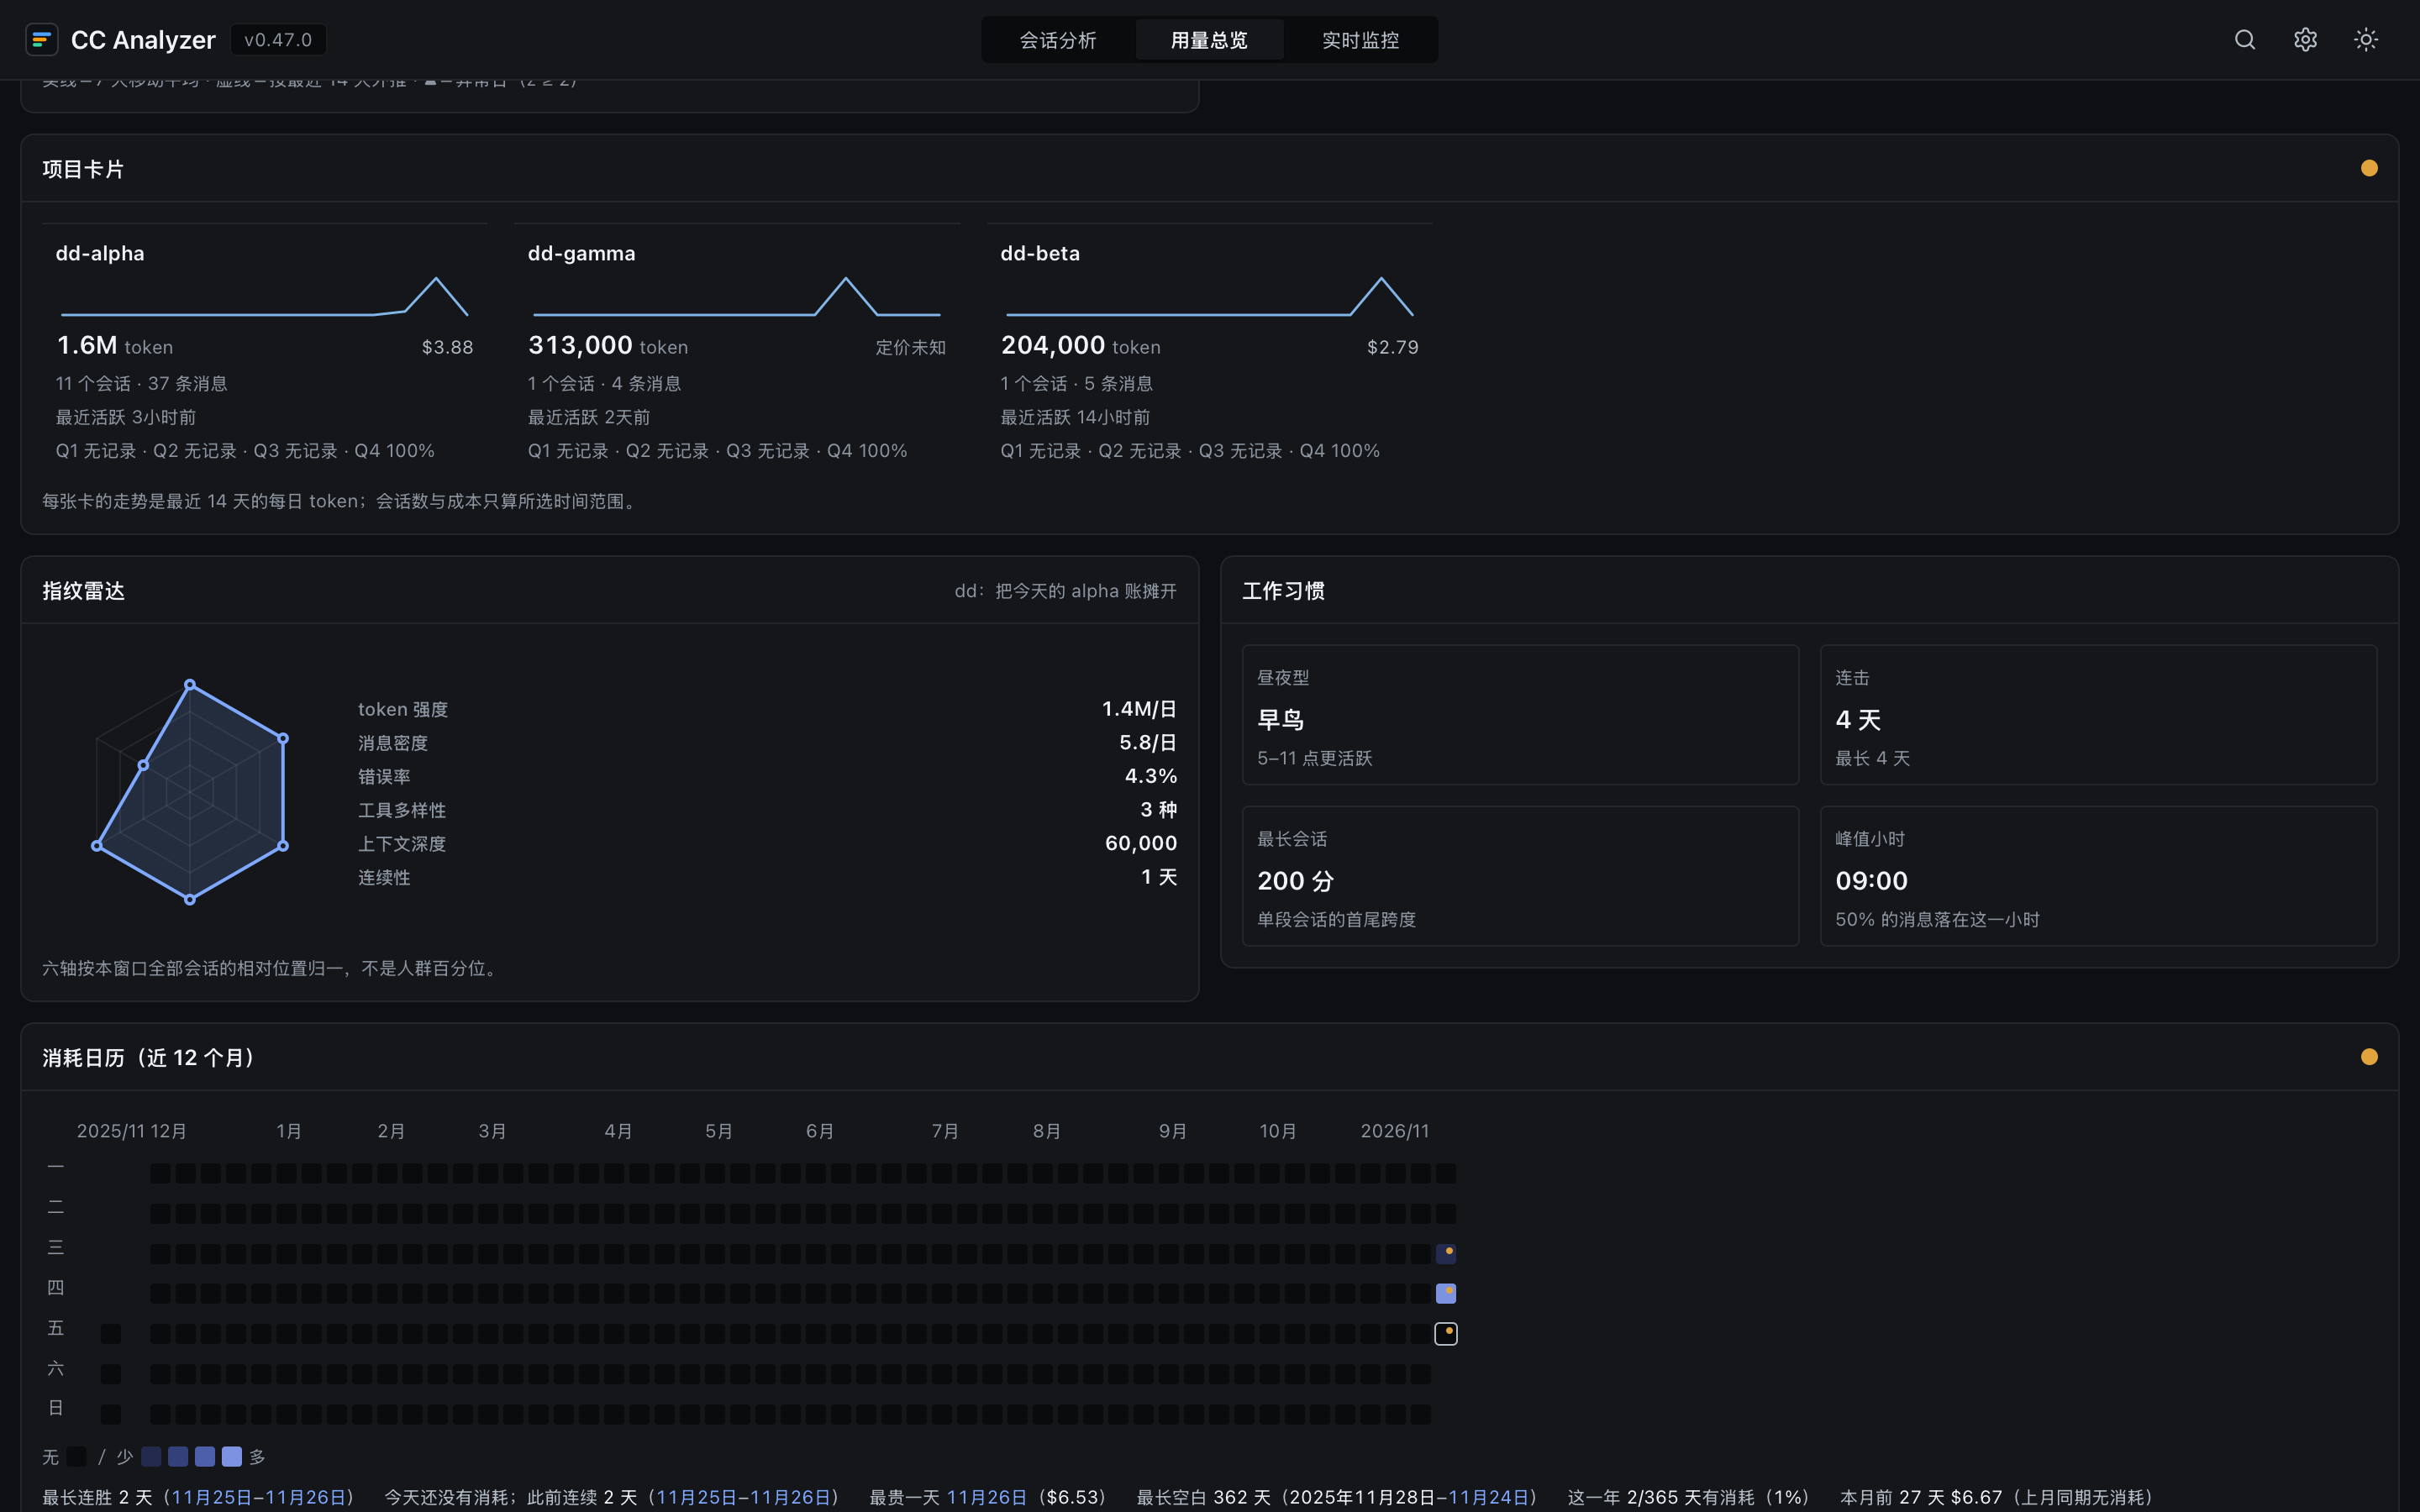 CC Analyzer v0.47.0 会话分析 用量总览 实时监控
实线=7 天移动平均 · 虚线=按最近 14 天外推 · =异常日（z ≥ 2）
项目卡片
dd-alpha
1.6M token $3.88
11 个会话 · 37 条消息
最近活跃 3小时前
Q1 无记录 · Q2 无记录 · Q3 无记录 · Q4 100%
dd-gamma
313,000 token 定价未知
1 个会话 · 4 条消息
最近活跃 2天前
Q1 无记录 · Q2 无记录 · Q3 无记录 · Q4 100%
dd-beta
204,000 token $2.79
1 个会话 · 5 条消息
最近活跃 14小时前
Q1 无记录 · Q2 无记录 · Q3 无记录 · Q4 100%
每张卡的走势是最近 14 天的每日 token；会话数与成本只算所选时间范围。
指纹雷达 dd：把今天的 alpha 账摊开
token 强度 1.4M/日
消息密度 5.8/日
错误率 4.3%
工具多样性 3 种
上下文深度 60,000
连续性 1 天
六轴按本窗口全部会话的相对位置归一，不是人群百分位。
工作习惯
昼夜型
早鸟
5–11 点更活跃
连击
4 天
最长 4 天
最长会话
200 分
单段会话的首尾跨度
峰值小时
09:00
50% 的消息落在这一小时
消耗日历（近 12 个月）
2025/11 12月 1月 2月 3月 4月 5月 6月 7月 8月 9月 10月 2026/11
一
二
三
四
五
六
日
无 / 少 多
最长连胜 2 天（11月25日–11月26日） 今天还没有消耗；此前连续 2 天（11月25日–11月26日） 最贵一天 11月26日（$6.53） 最长空白 362 天（2025年11月28日–11月24日） 这一年 2/365 天有消耗（1%） 本月前 27 天 $6.67（上月同期无消耗）